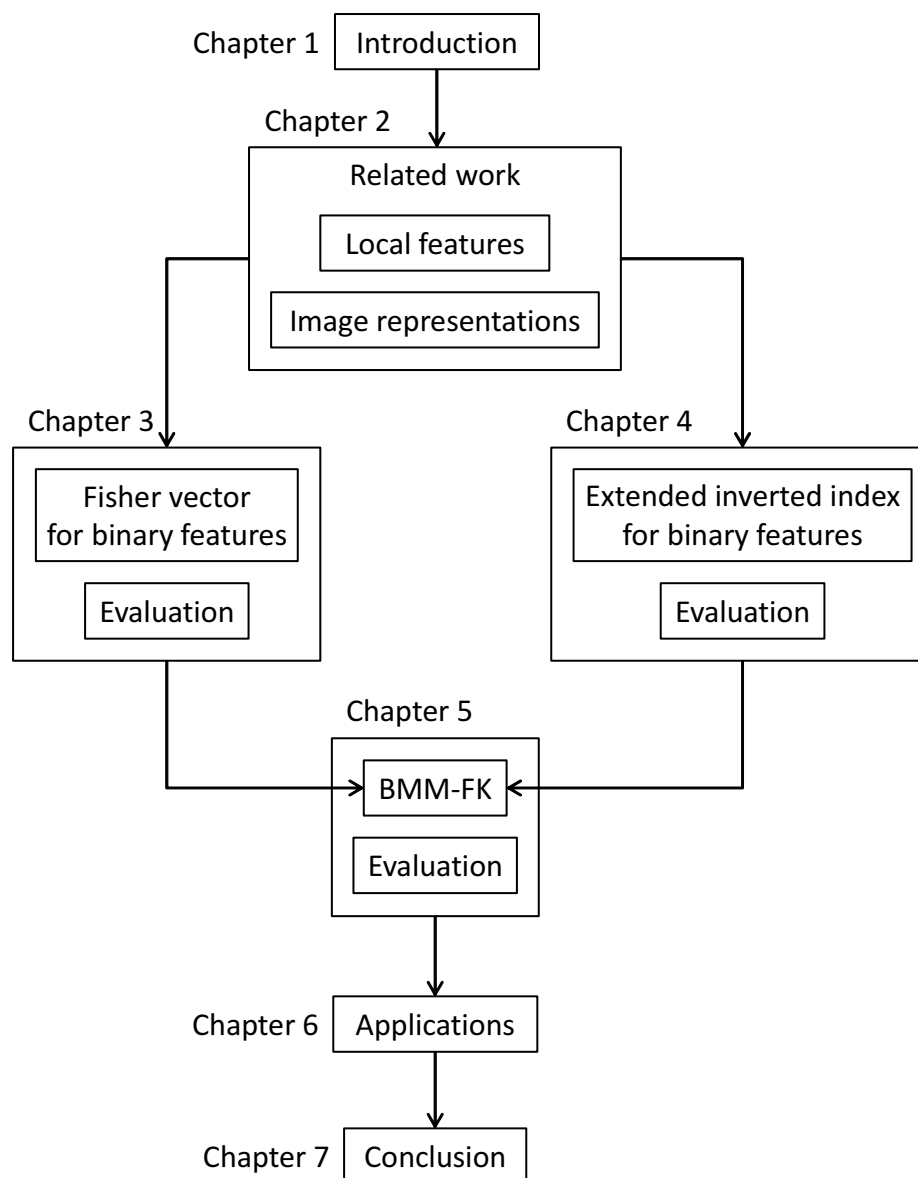 Chapter 1
Introduction
Chapter 2
Related work
Local features
Image representations
Chapter 3
Fisher vector
for binary features
Evaluation
Chapter 4
Extended inverted index
for binary features
Evaluation
Chapter 5
BMM-FK
Evaluation
Chapter 6
Applications
Chapter 7
Conclusion